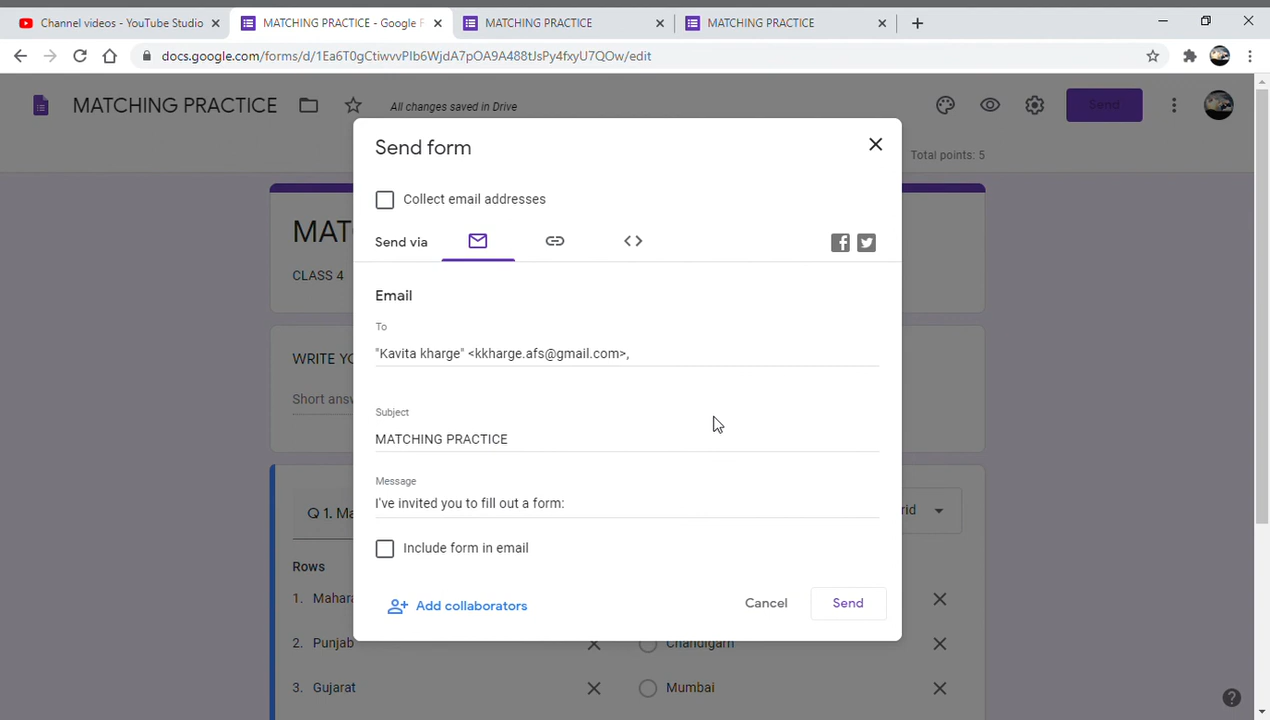 Channel videos - YouTube Studio
MATCHING PRACTICE - Google F
MATCHING PRACTICE
MATCHING PRACTICE
docs.google.com/forms/d/1Ea6T0gCtiwvvPIb6WjdA7pOA9A488tJsPy4fxyU7QOw/edit
MATCHING PRACTICE
All changes saved in Drive
Send
Send form
Total points: 5
Collect email addresses
Send via
MAT
CLASS 4
Email
To
"Kavita kharge" <kkharge.afs@gmail.com>,
WRITE YO
Short answ
Subject
MATCHING PRACTICE
Message
I've invited you to fill out a form:
Q 1. Ma
rid
Include form in email
Rows
1. Mahara
Add collaborators
Cancel
Send
2. Punjab
Chandigarh
3. Gujarat
Mumbai